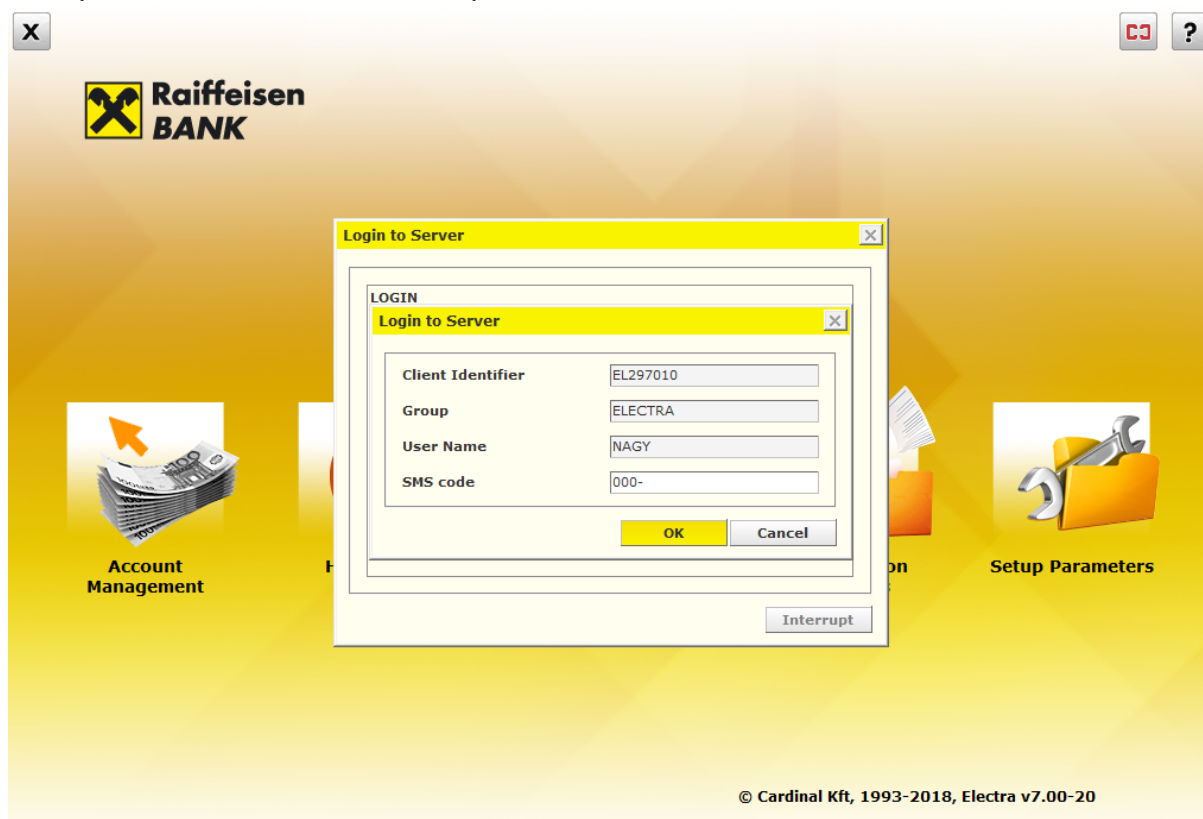 X
?
Raiffeisen
BANK
Login to Server
LOGIN
Login to Server
Client Identifier EL297010
Group ELECTRA
User Name NAGY
SMS code 000-
OK Cancel
Account
Management
H
on
Setup Parameters
Interrupt
© Cardinal Kft, 1993-2018, Electra v7.00-20